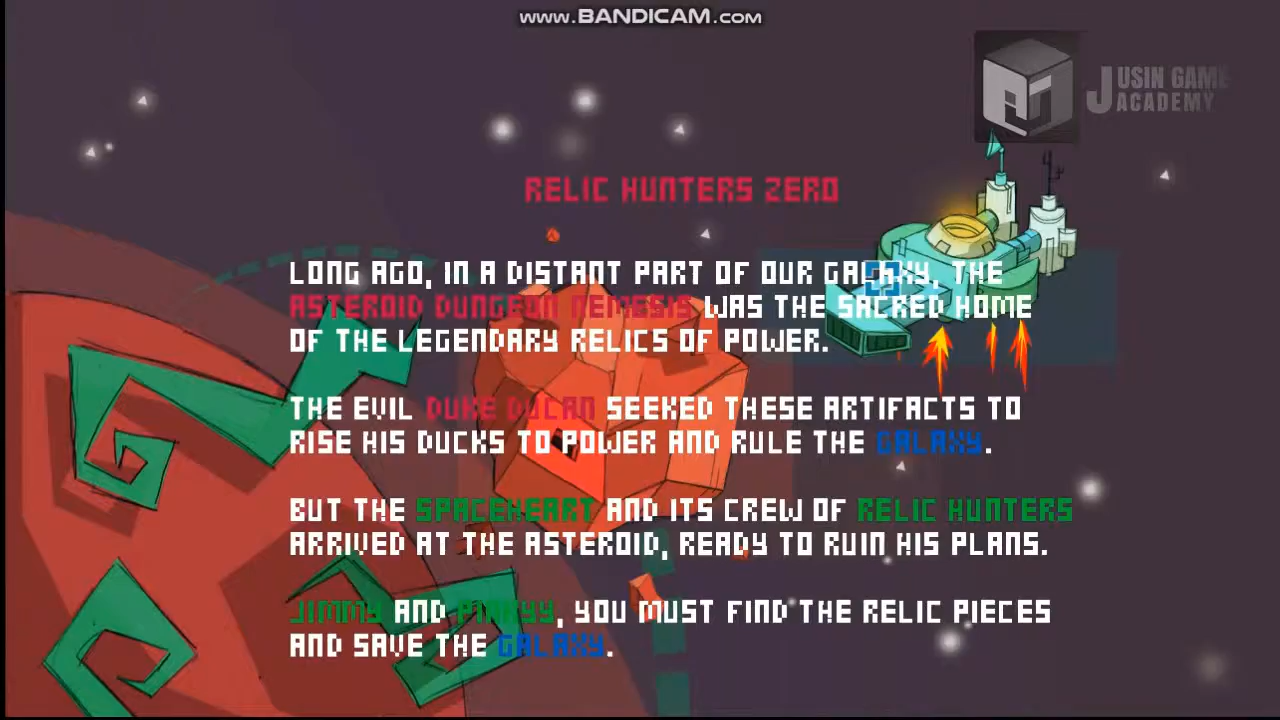 www.BANDICAM.com
JUSIN GAME
ACADEMY
RELIC HUNTERS ZERO
LONG AGO, IN A DISTANT PART OF OUR GALAXY, THE
ASTEROID DUNGEON NEMESIS WAS THE SACRED HOME
OF THE LEGENDARY RELICS OF POWER.
THE EVIL DUKE DUCAN SEEKED THESE ARTIFACTS TO
RISE HIS DUCKS TO POWER AND RULE THE GALAXY.
BUT THE SPACEHEART AND ITS CREW OF RELIC HUNTERS
ARRIVED AT THE ASTEROID, READY TO RUIN HIS PLANS.
JIMMY AND PINKYY, YOU MUST FIND THE RELIC PIECES
AND SAVE THE GALAXY.